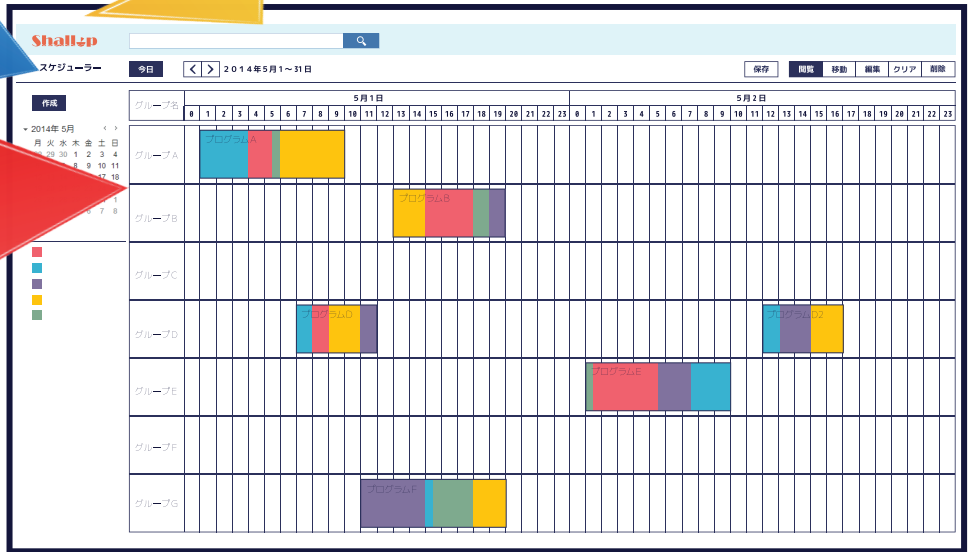 Shallop
スケジューラー
今日
2014年5月1～31日
保存
閲覧 移動 編集 クリア 削除
作成
2014年 5月
月 火 水 木 金 土 日
29 30 1 2 3 4
8 9 10 11
17 18
1
6 7 8
グループ名
5月1日
5月2日
0 1 2 3 4 5 6 7 8 9 10 11 12 13 14 15 16 17 18 19 20 21 22 23 0 1 2 3 4 5 6 7 8 9 10 11 12 13 14 15 16 17 18 19 20 21 22 23
グループA
プログラムA
グループB
プログラムB
グループC
グループD
プログラムD
プログラムD2
グループE
プログラムE
グループF
グループG
プログラムF